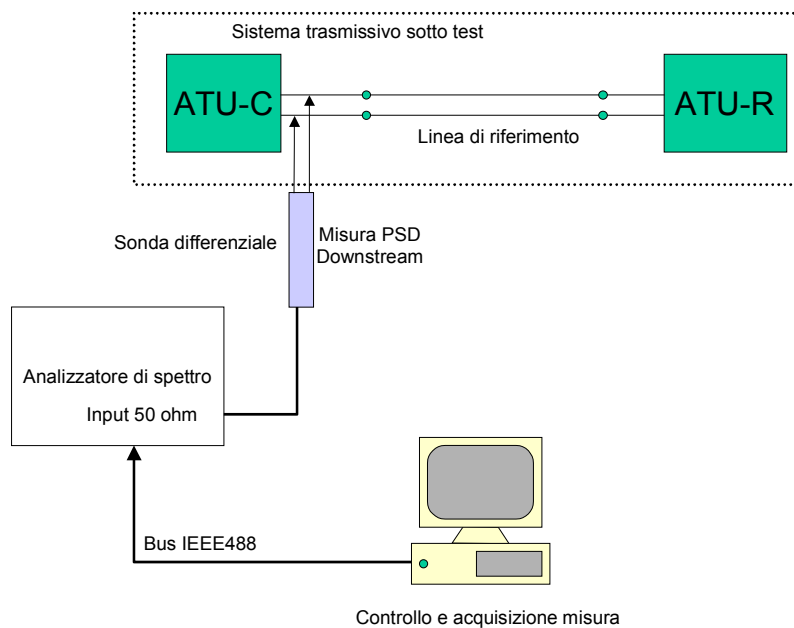 Sistema trasmissivo sotto test
ATU-C
ATU-R
Linea di riferimento
Sonda differenziale
Misura PSD
Downstream
Analizzatore di spettro
Input 50 ohm
Bus IEEE488
Controllo e acquisizione misura